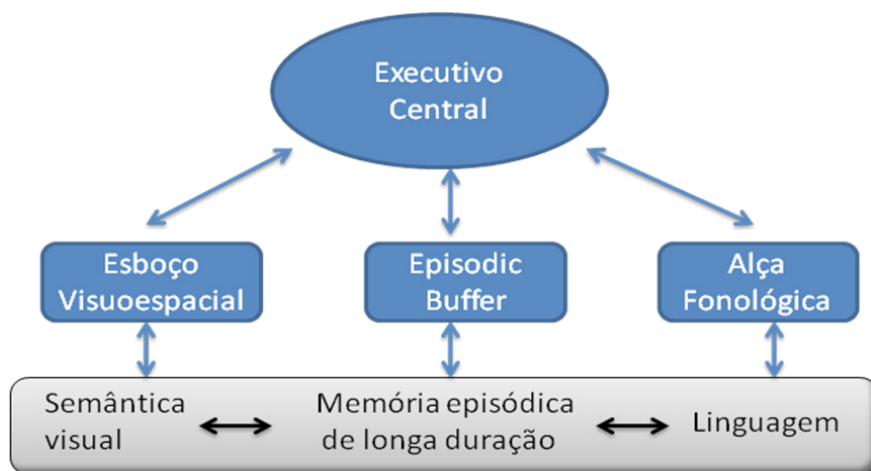 Executivo
Central
Esboço
Visuoespacial
Episodic
Buffer
Alça
Fonológica
Semântica
visual
Memória episódica
de longa duração
Linguagem